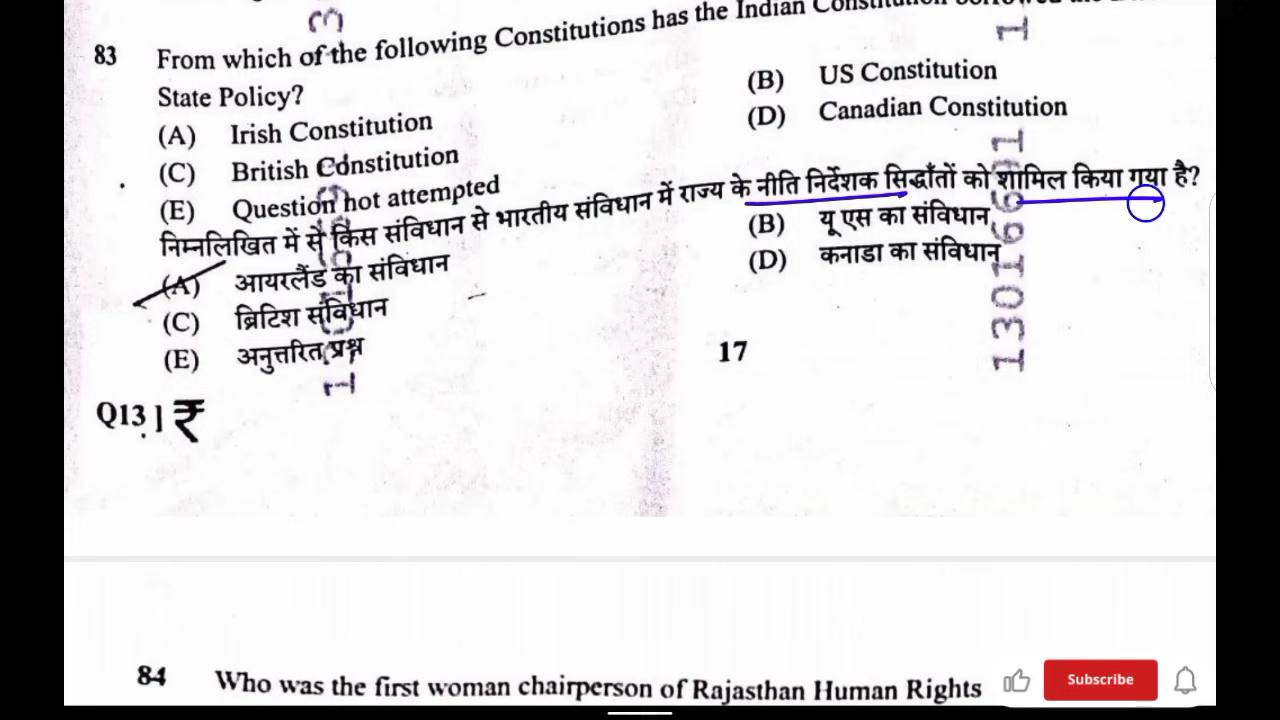 83 From which of the following Constitutions has the Indian
State Policy?
(A) Irish Constitution
(B) US Constitution
(C) British Constitution
(D) Canadian Constitution
(E) Question not attempted
निम्नलिखित में से किस संविधान से भारतीय संविधान में राज्य के नीति निर्देशक सिद्धाँतों को शामिल किया गया है?
(A) आयरलैंड का संविधान
(B) यू एस का संविधान
(C) ब्रिटिश संविधान
(D) कनाडा का संविधान
(E) अनुत्तरित प्रश्न
17
Q13] ₹
84 Who was the first woman chairperson of Rajasthan Human Rights
Subscribe